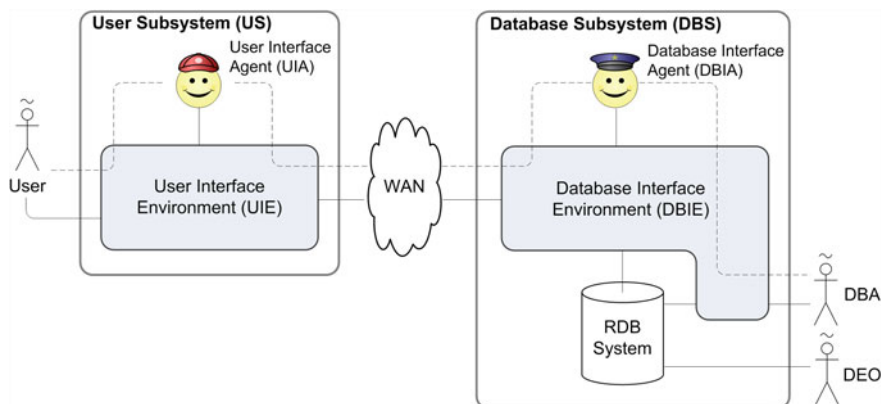 User Subsystem (US)
User Interface
Agent (UIA)
User
User Interface
Environment (UIE)
WAN
Database Subsystem (DBS)
Database Interface
Agent (DBIA)
Database Interface
Environment (DBIE)
RDB
System
DBA
DEO